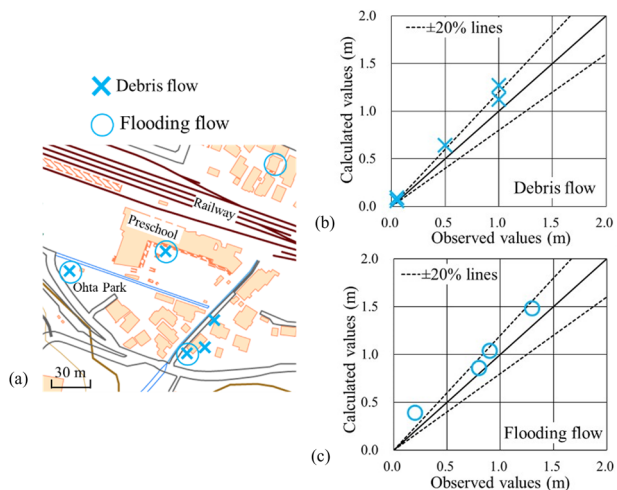 Debris flow
Flooding flow
Railway
Preschool
Ohta Park
30 m
(a)
2.0
1.5
1.0
0.5
0.0
Calculated values (m)
±20% lines
Debris flow
0.0 0.5 1.0 1.5 2.0
Observed values (m)
(b)
2.0
1.5
1.0
0.5
0.0
Calculated values (m)
±20% lines
Flooding flow
0.0 0.5 1.0 1.5 2.0
Observed values (m)
(c)